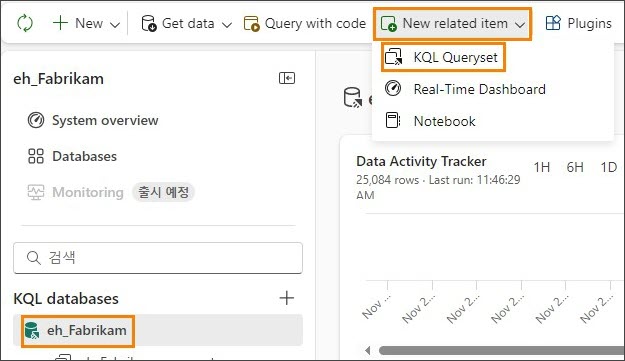 New Get data Query with code New related item Plugins
KQL Queryset
Real-Time Dashboard
Notebook
eh_Fabrikam
System overview
Databases
Monitoring 출시 예정
검색
KQL databases
eh_Fabrikam
Data Activity Tracker 1H 6H 1D
25,084 rows · Last run: 11:46:29
AM
Nov ... Nov 2... Nov 2... Nov 2... Nov 2... Nov 2... Nov 2...